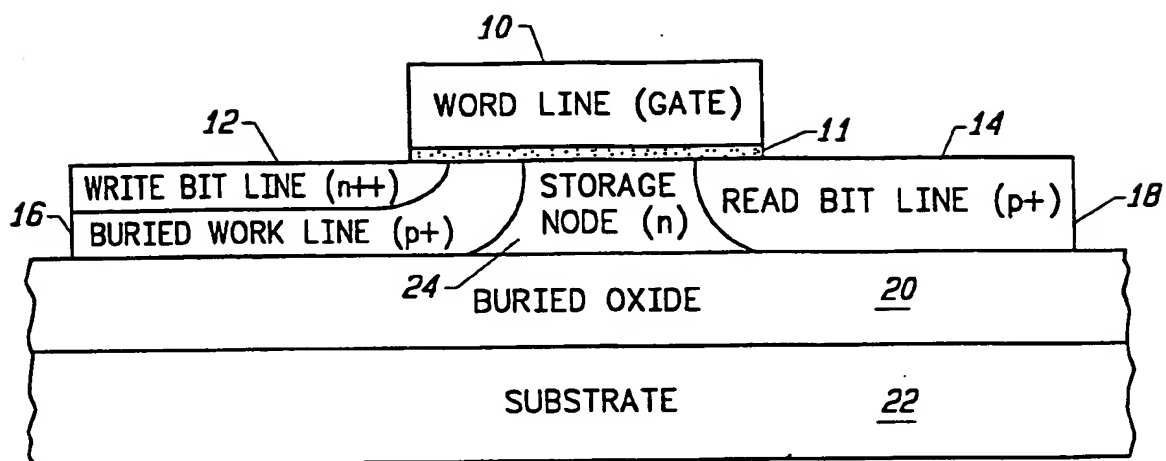 10
WORD LINE (GATE)
11
12
14
WRITE BIT LINE (n++)
STORAGE
NODE (n)
READ BIT LINE (p+)
16
18
BURIED WORK LINE (p+)
24
BURIED OXIDE
20
SUBSTRATE
22